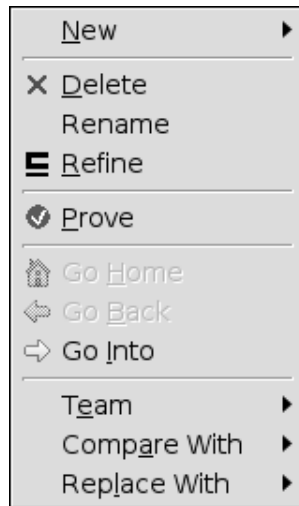 New
Delete
Rename
Refine
Prove
Go Home
Go Back
Go Into
Team
Compare With
Replace With